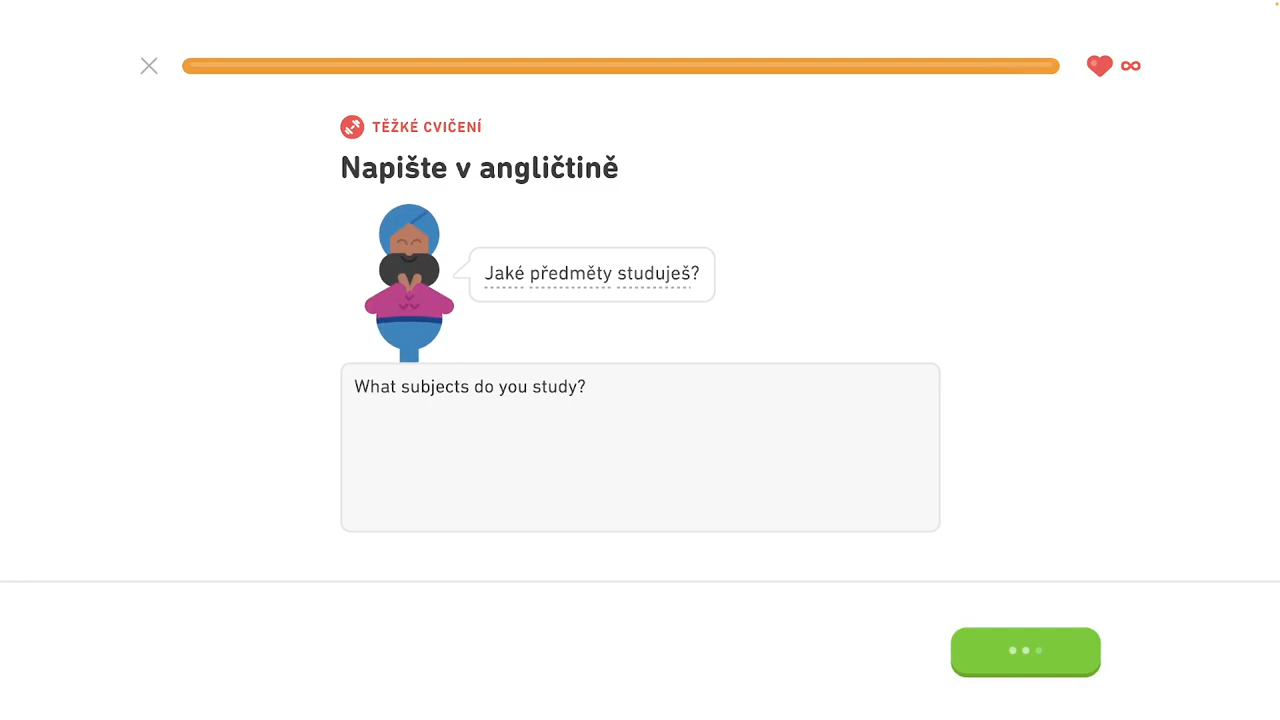 TĚŽKÉ CVIČENÍ
Napište v angličtině
Jaké předměty studuješ?
What subjects do you study?